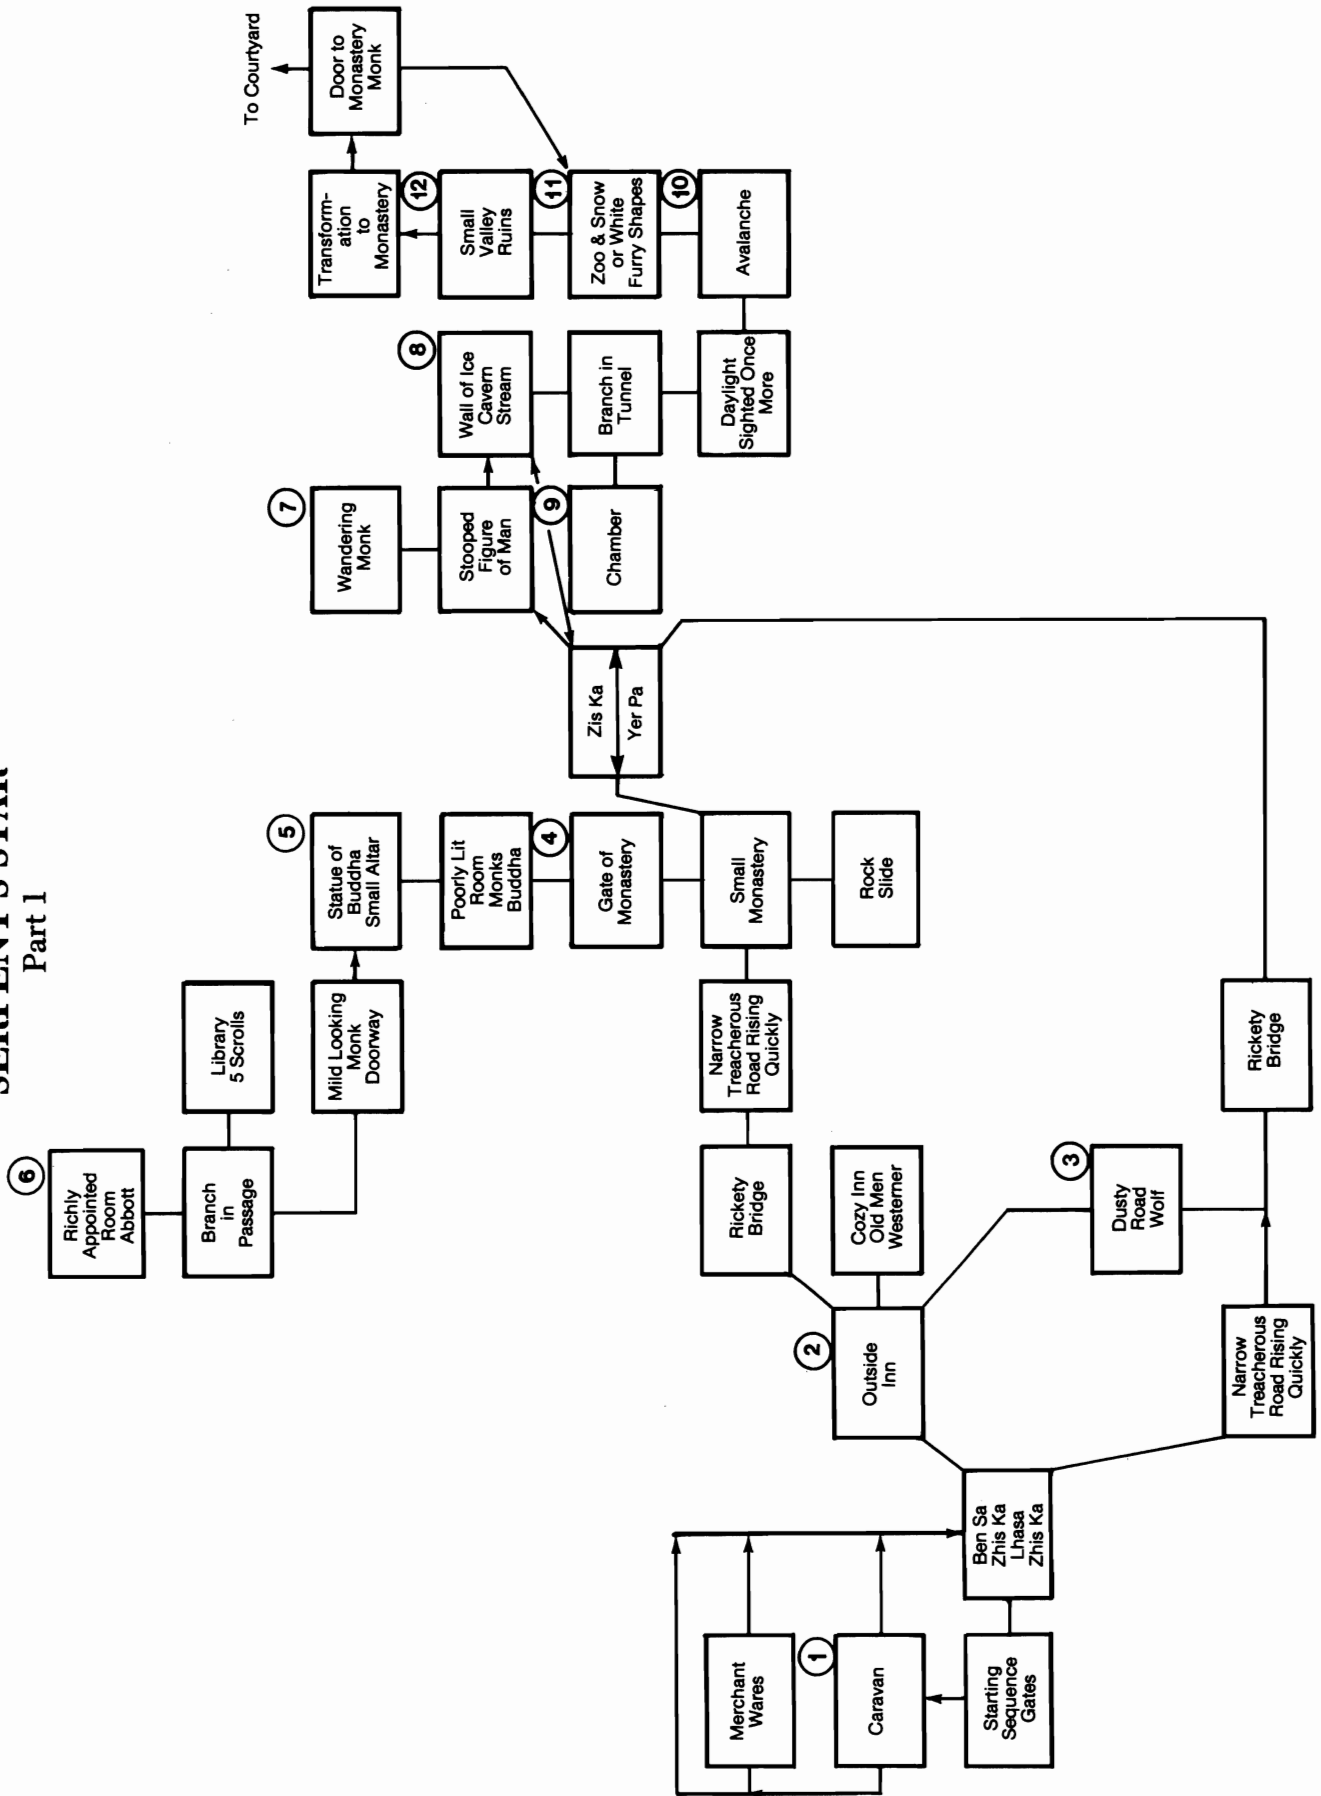 SERPENT'S STAR
Part 1
To Courtyard
Door to
Monastery
Monk
Transform-
ation
to
Monastery
12
Small
Valley
Ruins
11
Zoo & Snow
or White
Furry Shapes
10
Avalanche
8
Wall of Ice
Cavern
Stream
Branch in
Tunnel
Daylight
Sighted Once
More
7
Wandering
Monk
Stooped
Figure
of Man
9
Chamber
Zis Ka
Yer Pa
5
Statue of
Buddha
Small Altar
Poorly Lit
Room
Monks
Buddha
4
Gate of
Monastery
Small
Monastery
Rock
Slide
Library
5 Scrolls
Mild Looking
Monk
Doorway
Narrow
Treacherous
Road Rising
Quickly
Rickety
Bridge
6
Richly
Appointed
Room
Abbott
Branch
in
Passage
Rickety
Bridge
Cozy Inn
Old Men
Westerner
3
Dusty
Road
Wolf
2
Outside
Inn
Narrow
Treacherous
Road Rising
Quickly
Ben Sa
Zhis Ka
Lhasa
Zhis Ka
Merchant
Wares
1
Caravan
Starting
Sequence
Gates